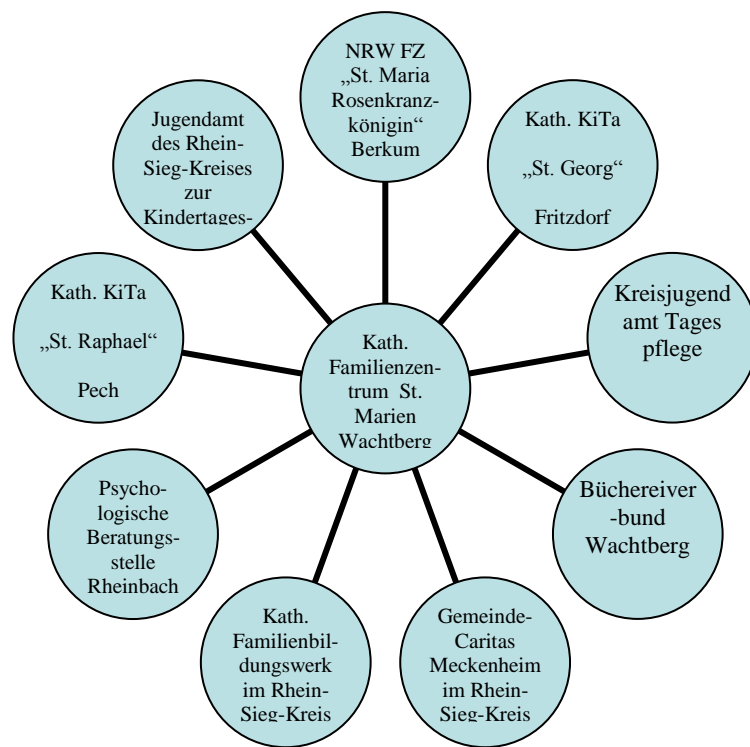 NRW FZ
„St. Maria
Rosenkranz-
königin“
Berkum
Kath. KiTa
„St. Georg“
Fritzdorf
Kreisjugend
amt Tages
pflege
Büchereiver
-bund
Wachtberg
Gemeinde-
Caritas
Meckenheim
im Rhein-
Sieg-Kreis
Kath.
Familienbil-
dungswerk
im Rhein-
Sieg-Kreis
Psycho-
logische
Beratungs-
stelle
Rheinbach
Kath. KiTa
„St. Raphael“
Pech
Jugendamt
des Rhein-
Sieg-Kreises
zur
Kindertages-
Kath.
Familienzen-
trum St.
Marien
Wachtberg